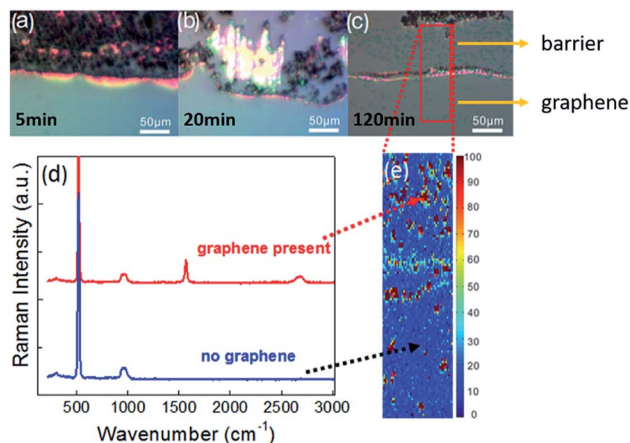 (a)
5min
50μm
(b)
20min
50μm
(c)
120min
50μm
barrier
graphene
(d)
Raman Intensity (a.u.)
graphene present
no graphene
500
1000
1500
2000
2500
3000
Wavenumber (cm⁻¹)
(e)
100
90
80
70
60
50
40
30
20
10
0